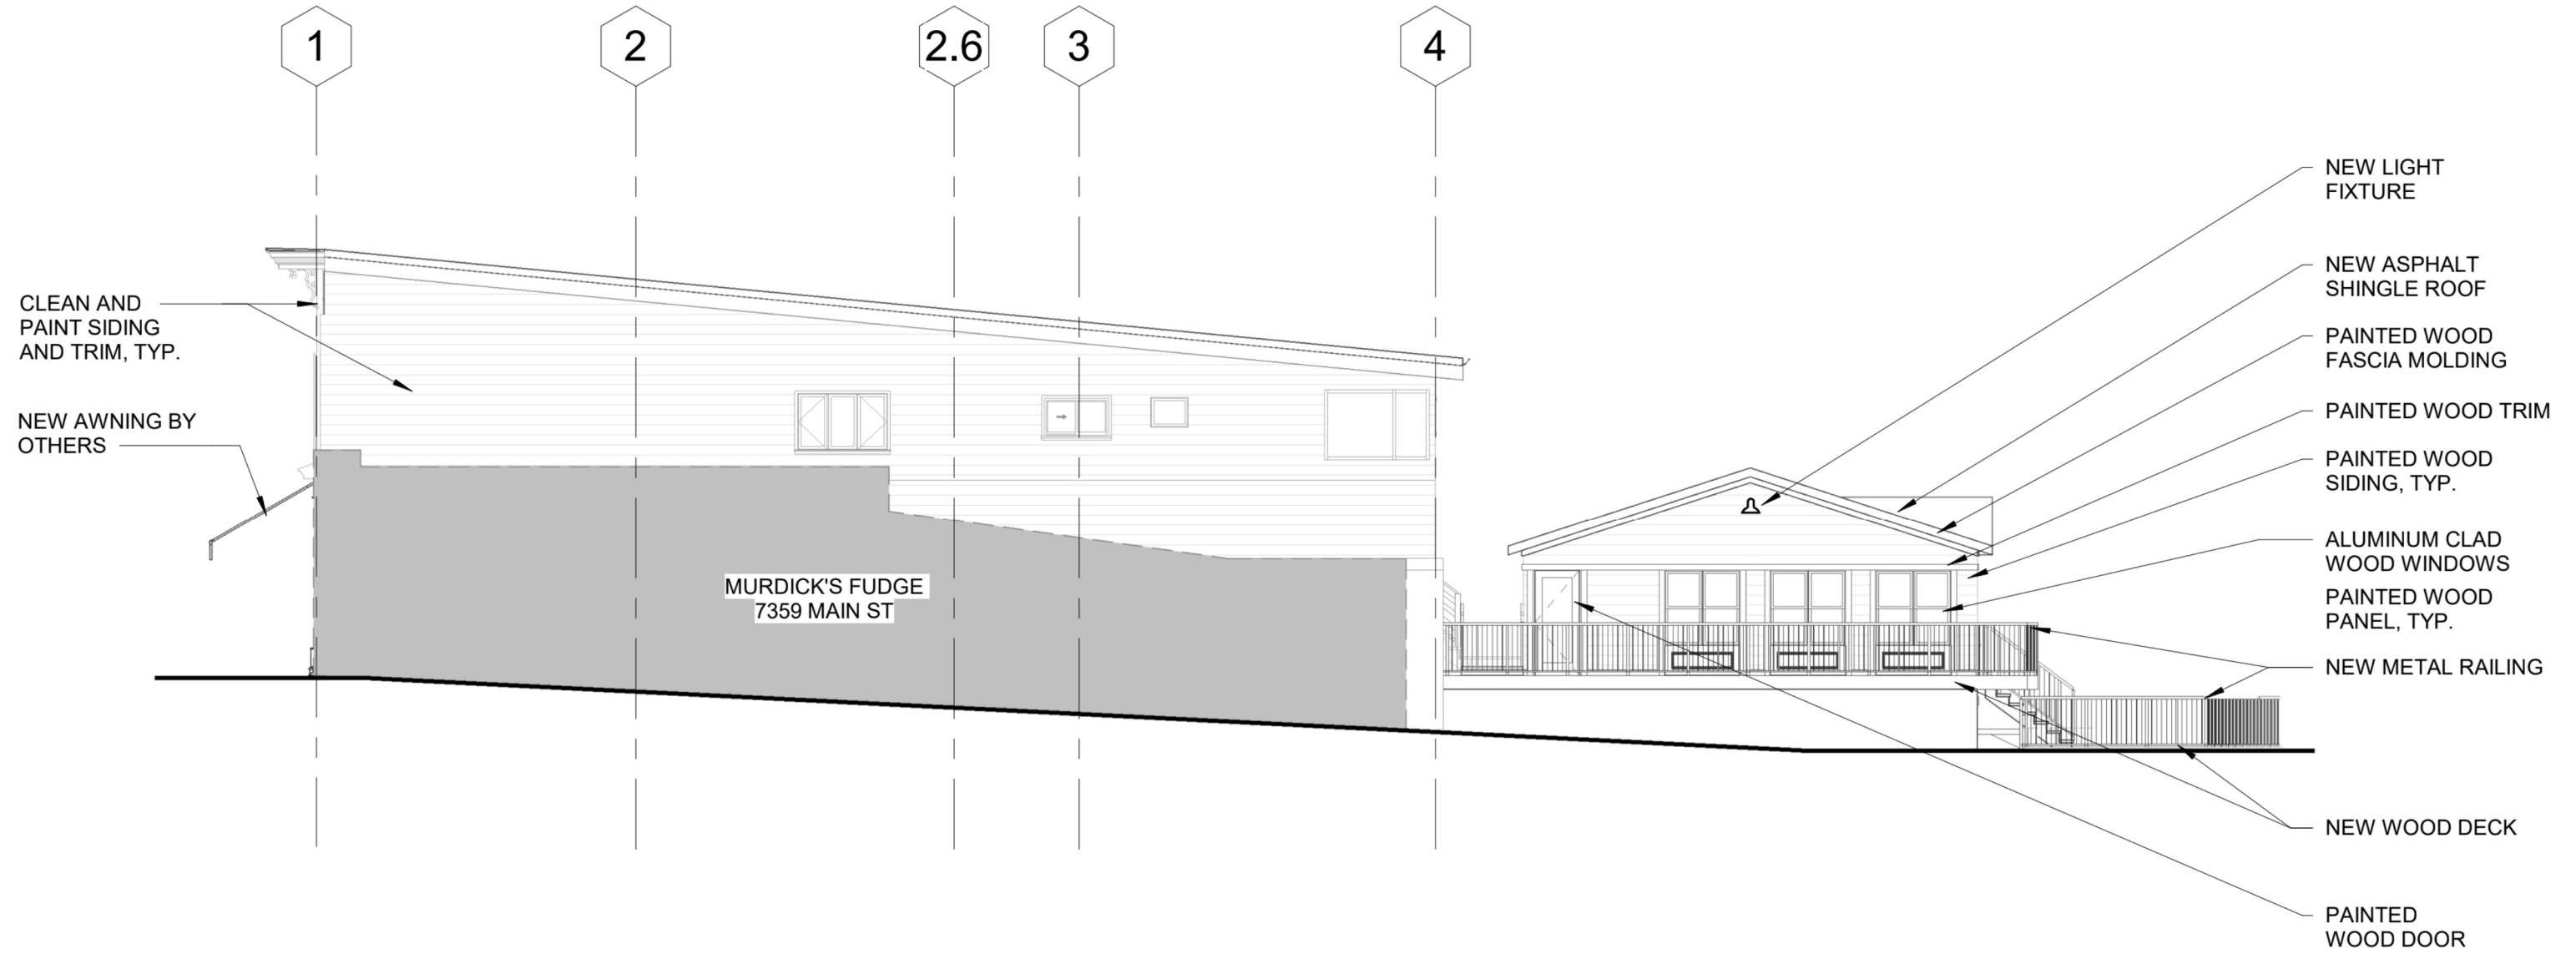 1
2
2.6
3
4
CLEAN AND
PAINT SIDING
AND TRIM, TYP.
NEW AWNING BY
OTHERS
MURDICK'S FUDGE
7359 MAIN ST
NEW LIGHT
FIXTURE
NEW ASPHALT
SHINGLE ROOF
PAINTED WOOD
FASCIA MOLDING
PAINTED WOOD TRIM
PAINTED WOOD
SIDING, TYP.
ALUMINUM CLAD
WOOD WINDOWS
PAINTED WOOD
PANEL, TYP.
NEW METAL RAILING
NEW WOOD DECK
PAINTED
WOOD DOOR